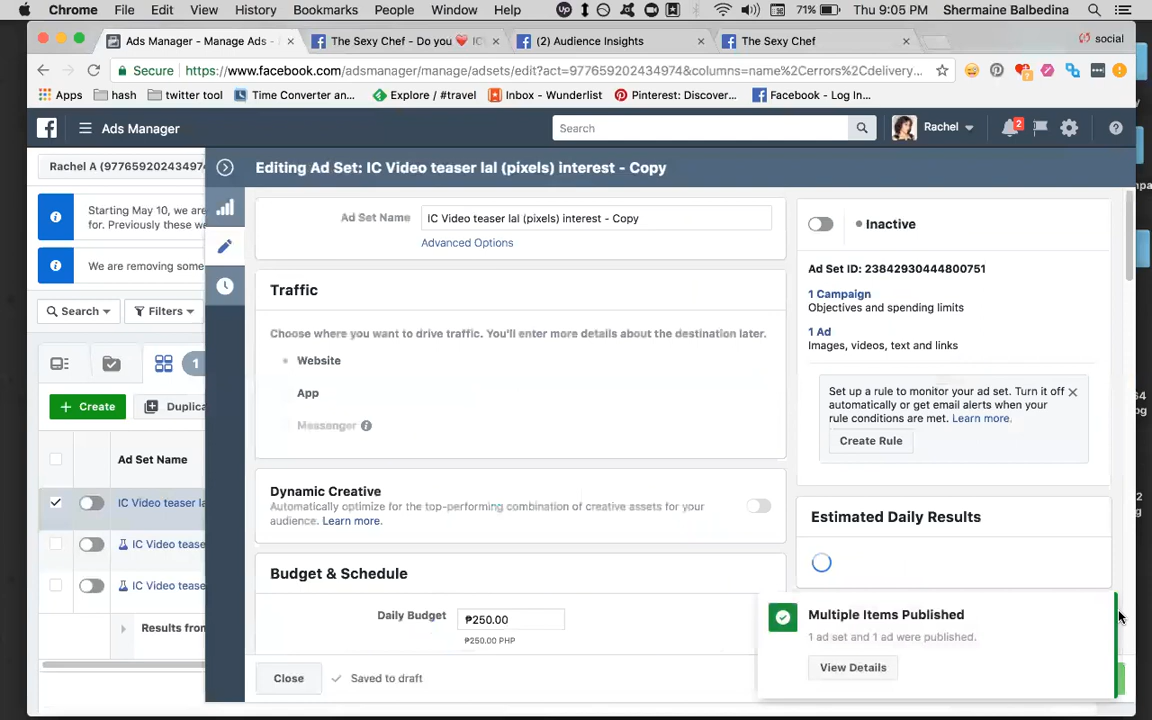 Chrome File Edit View History Bookmarks People Window Help 71% Thu 9:05 PM Shermaine Balbedina
Ads Manager - Manage Ads - The Sexy Chef - Do you ❤️ IC (2) Audience Insights The Sexy Chef social
Secure https://www.facebook.com/adsmanager/manage/adsets/edit?act=977659202434974&columns=name%2Cerrors%2Cdelivery...
Apps hash twitter tool Time Converter an... Explore / #travel Inbox - Wunderlist Pinterest: Discover... Facebook - Log In...
Ads Manager Search Rachel 2
Rachel A (977659202434974
Editing Ad Set: IC Video teaser lal (pixels) interest - Copy
Starting May 10, we are
for. Previously these we
We are removing some
Search Filters
1
+ Create Duplica
Ad Set Name
IC Video teaser la
IC Video tease
IC Video tease
Results from
Ad Set Name IC Video teaser lal (pixels) interest - Copy
Advanced Options
Traffic
Choose where you want to drive traffic. You'll enter more details about the destination later.
Website
App
Messenger
Dynamic Creative
Automatically optimize for the top-performing combination of creative assets for your
audience. Learn more.
Budget & Schedule
Daily Budget ₱250.00
₱250.00 PHP
Close Saved to draft
Inactive
Ad Set ID: 23842930444800751
1 Campaign
Objectives and spending limits
1 Ad
Images, videos, text and links
Set up a rule to monitor your ad set. Turn it off
automatically or get email alerts when your
rule conditions are met. Learn more.
Create Rule
Estimated Daily Results
Multiple Items Published
1 ad set and 1 ad were published.
View Details